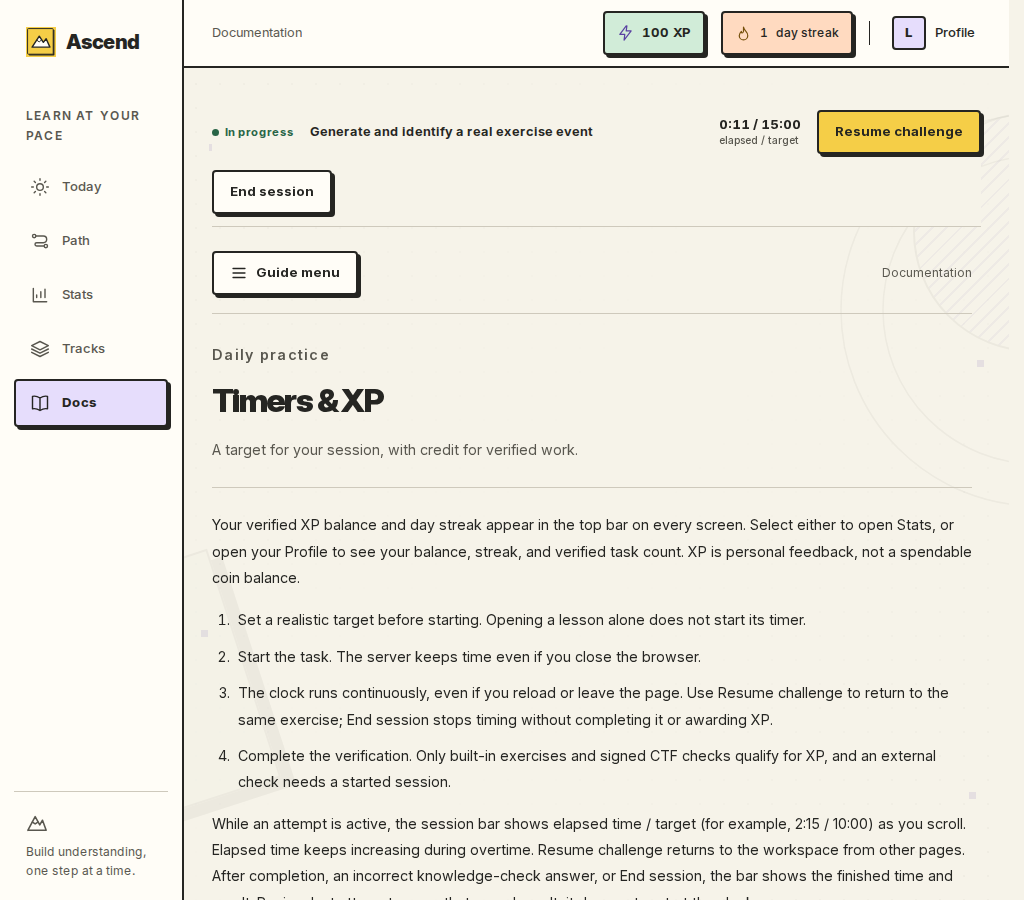 Ascend
LEARN AT YOUR
PACE
Today
Path
Stats
Tracks
Docs
Build understanding,
one step at a time.
Documentation
100 XP
1 day streak
L
Profile
In progress
Generate and identify a real exercise event
0:11 / 15:00
elapsed / target
Resume challenge
End session
Guide menu
Documentation
Daily practice
Timers & XP
A target for your session, with credit for verified work.
Your verified XP balance and day streak appear in the top bar on every screen. Select either to open Stats, or
open your Profile to see your balance, streak, and verified task count. XP is personal feedback, not a spendable
coin balance.
1. Set a realistic target before starting. Opening a lesson alone does not start its timer.
2. Start the task. The server keeps time even if you close the browser.
3. The clock runs continuously, even if you reload or leave the page. Use Resume challenge to return to the
same exercise; End session stops timing without completing it or awarding XP.
4. Complete the verification. Only built-in exercises and signed CTF checks qualify for XP, and an external
check needs a started session.
While an attempt is active, the session bar shows elapsed time / target (for example, 2:15 / 10:00) as you scroll.
Elapsed time keeps increasing during overtime. Resume challenge returns to the workspace from other pages.
After completion, an incorrect knowledge-check answer, or End session, the bar shows the finished time and